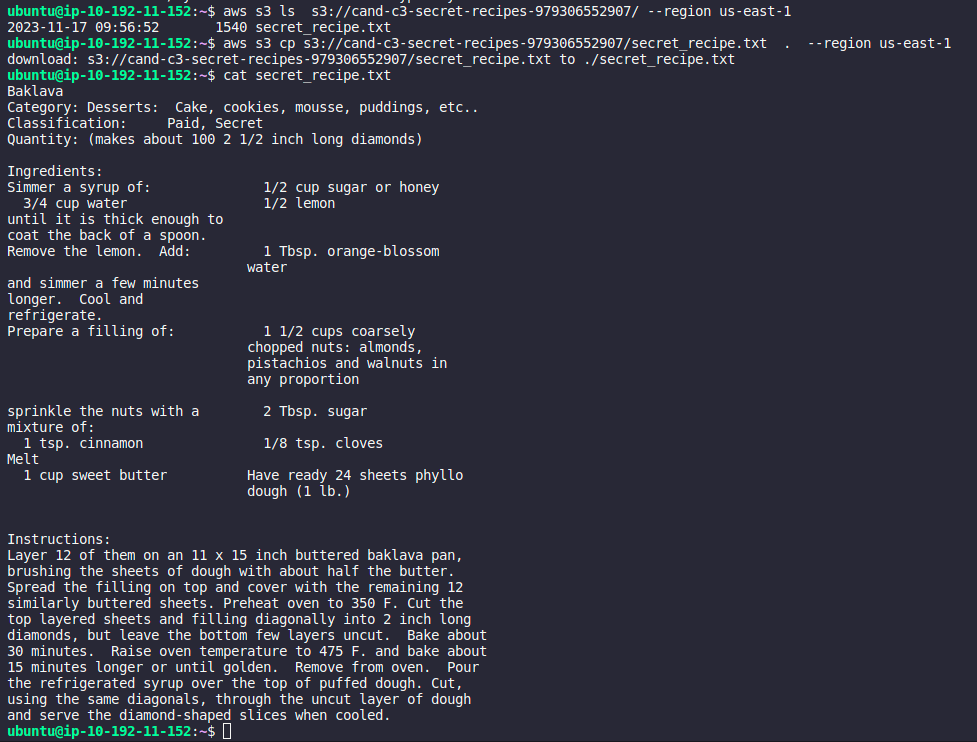 ubuntu@ip-10-192-11-152:~$ aws s3 ls  s3://cand-c3-secret-recipes-979306552907/ --region us-east-1
2023-11-17 09:56:52       1540 secret_recipe.txt
ubuntu@ip-10-192-11-152:~$ aws s3 cp s3://cand-c3-secret-recipes-979306552907/secret_recipe.txt  .  --region us-east-1
download: s3://cand-c3-secret-recipes-979306552907/secret_recipe.txt to ./secret_recipe.txt
ubuntu@ip-10-192-11-152:~$ cat secret_recipe.txt
Baklava
Category: Desserts:  Cake, cookies, mousse, puddings, etc..
Classification:     Paid, Secret
Quantity: (makes about 100 2 1/2 inch long diamonds)

Ingredients:
Simmer a syrup of:              1/2 cup sugar or honey
  3/4 cup water                 1/2 lemon
until it is thick enough to
coat the back of a spoon.
Remove the lemon.  Add:         1 Tbsp. orange-blossom
                              water
and simmer a few minutes
longer.  Cool and
refrigerate.
Prepare a filling of:           1 1/2 cups coarsely
                              chopped nuts: almonds,
                              pistachios and walnuts in
                              any proportion

sprinkle the nuts with a        2 Tbsp. sugar
mixture of:
  1 tsp. cinnamon               1/8 tsp. cloves
Melt
  1 cup sweet butter          Have ready 24 sheets phyllo
                              dough (1 lb.)

Instructions:
Layer 12 of them on an 11 x 15 inch buttered baklava pan,
brushing the sheets of dough with about half the butter.
Spread the filling on top and cover with the remaining 12
similarly buttered sheets. Preheat oven to 350 F. Cut the
top layered sheets and filling diagonally into 2 inch long
diamonds, but leave the bottom few layers uncut.  Bake about
30 minutes.  Raise oven temperature to 475 F. and bake about
15 minutes longer or until golden.  Remove from oven.  Pour
the refrigerated syrup over the top of puffed dough. Cut,
using the same diagonals, through the uncut layer of dough
and serve the diamond-shaped slices when cooled.
ubuntu@ip-10-192-11-152:~$